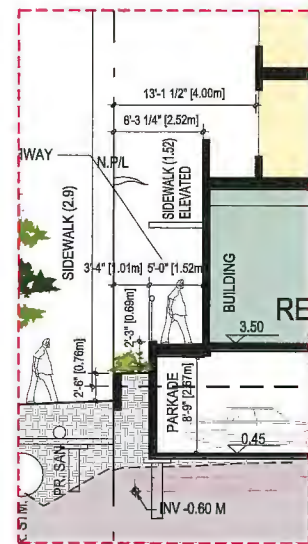 13'-1 1/2" [4.00m]
6'-3 1/4" [2.52m]
IWAY
N.P/L
SIDEWALK (2.9)
SIDEWALK (1.52)
ELEVATED
3'-4" [1.01m]
5'-0" [1.52m]
BUILDING
RE
2'-3" [0.69m]
3.50
2'-6" [0.76m]
PARKADE
8'-9" [2.67m]
0.45
PR. SAN
INV -0.60 M